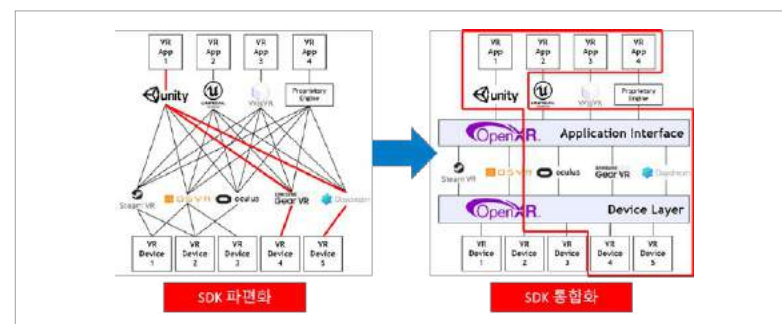 VR App 1
VR App 2
VR App 3
VR App 4
unity
UNREAL
Proprietary Engine
Steam VR
OSVR
oculus
Gear VR
Daydream
VR Device 1
VR Device 2
VR Device 3
VR Device 4
VR Device 5
SDK 파편화
VR App 1
VR App 2
VR App 3
VR App 4
unity
Proprietary Engine
OpenXR. Application Interface
Steam VR
OSVR
oculus
Gear VR
Daydream
OpenXR. Device Layer
VR Device 1
VR Device 2
VR Device 3
VR Device 4
VR Device 5
SDK 통합화